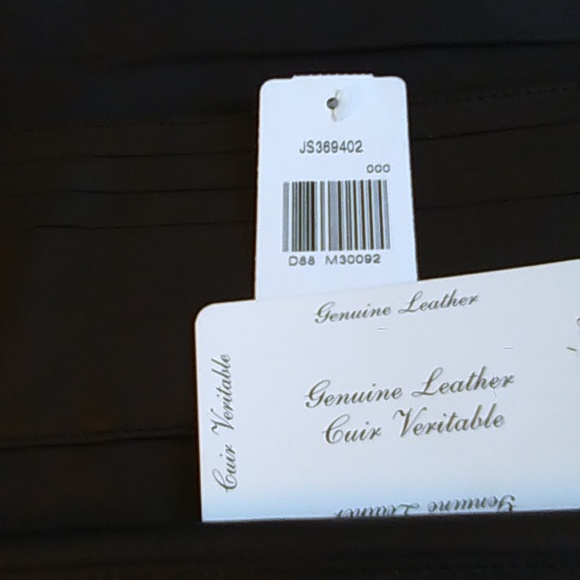 JS369402
000
D88 M30092
Genuine Leather
Genuine Leather
Cuir Veritable
Cuir Veritable
Genuine Leather